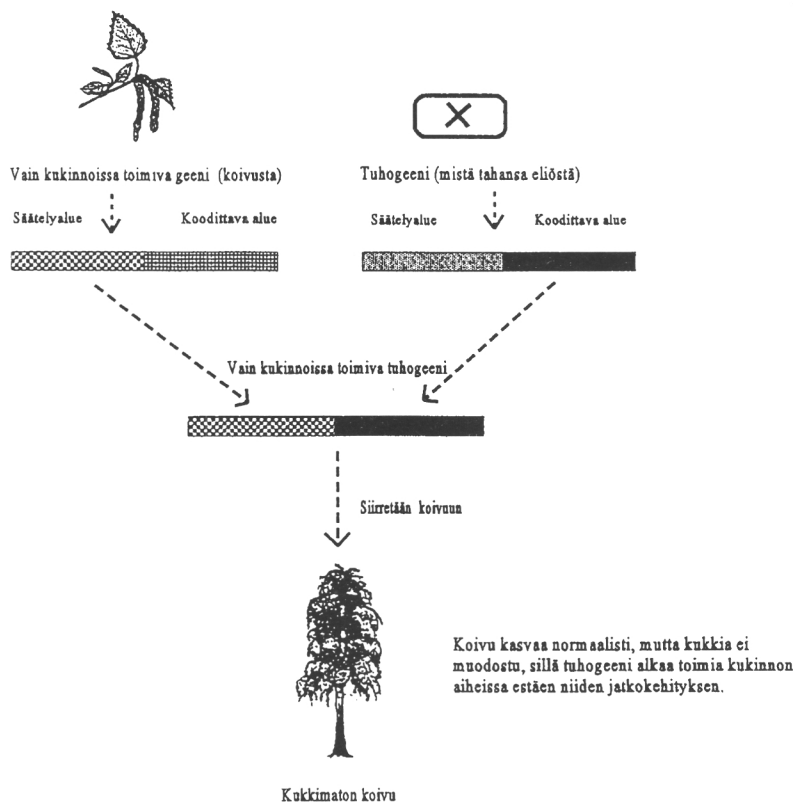 Vain kukinnoissa toimiva geeni (koivusta)
Tuhogeeni (mistä tahansa eliöstä)
Säätelyalue
Koodittava alue
Säätelyalue
Koodittava alue
Vain kukinnoissa toimiva tuhogeeni
Siirretään koivuun
Koivu kasvaa normaalisti, mutta kukkia ei
muodostu, sillä tuhogeeni alkaa toimia kukinnon
aiheissa estäen niiden jatkokehityksen.
Kukkimaton koivu